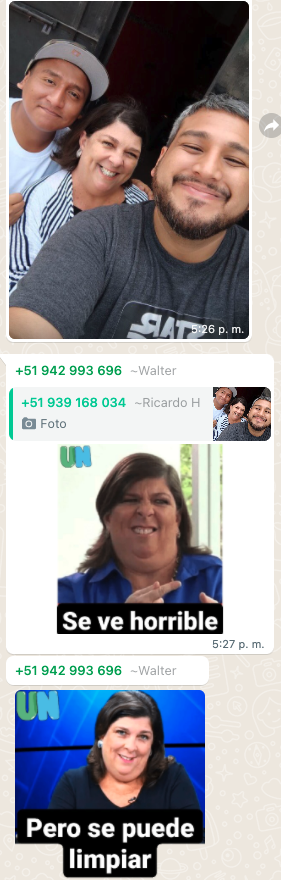 STAR
5:26 p. m.
+51 942 993 696 ~Walter
+51 939 168 034 ~Ricardo H
Foto
UN
Se ve horrible
5:27 p. m.
+51 942 993 696 ~Walter
UN
Pero se puede
limpiar